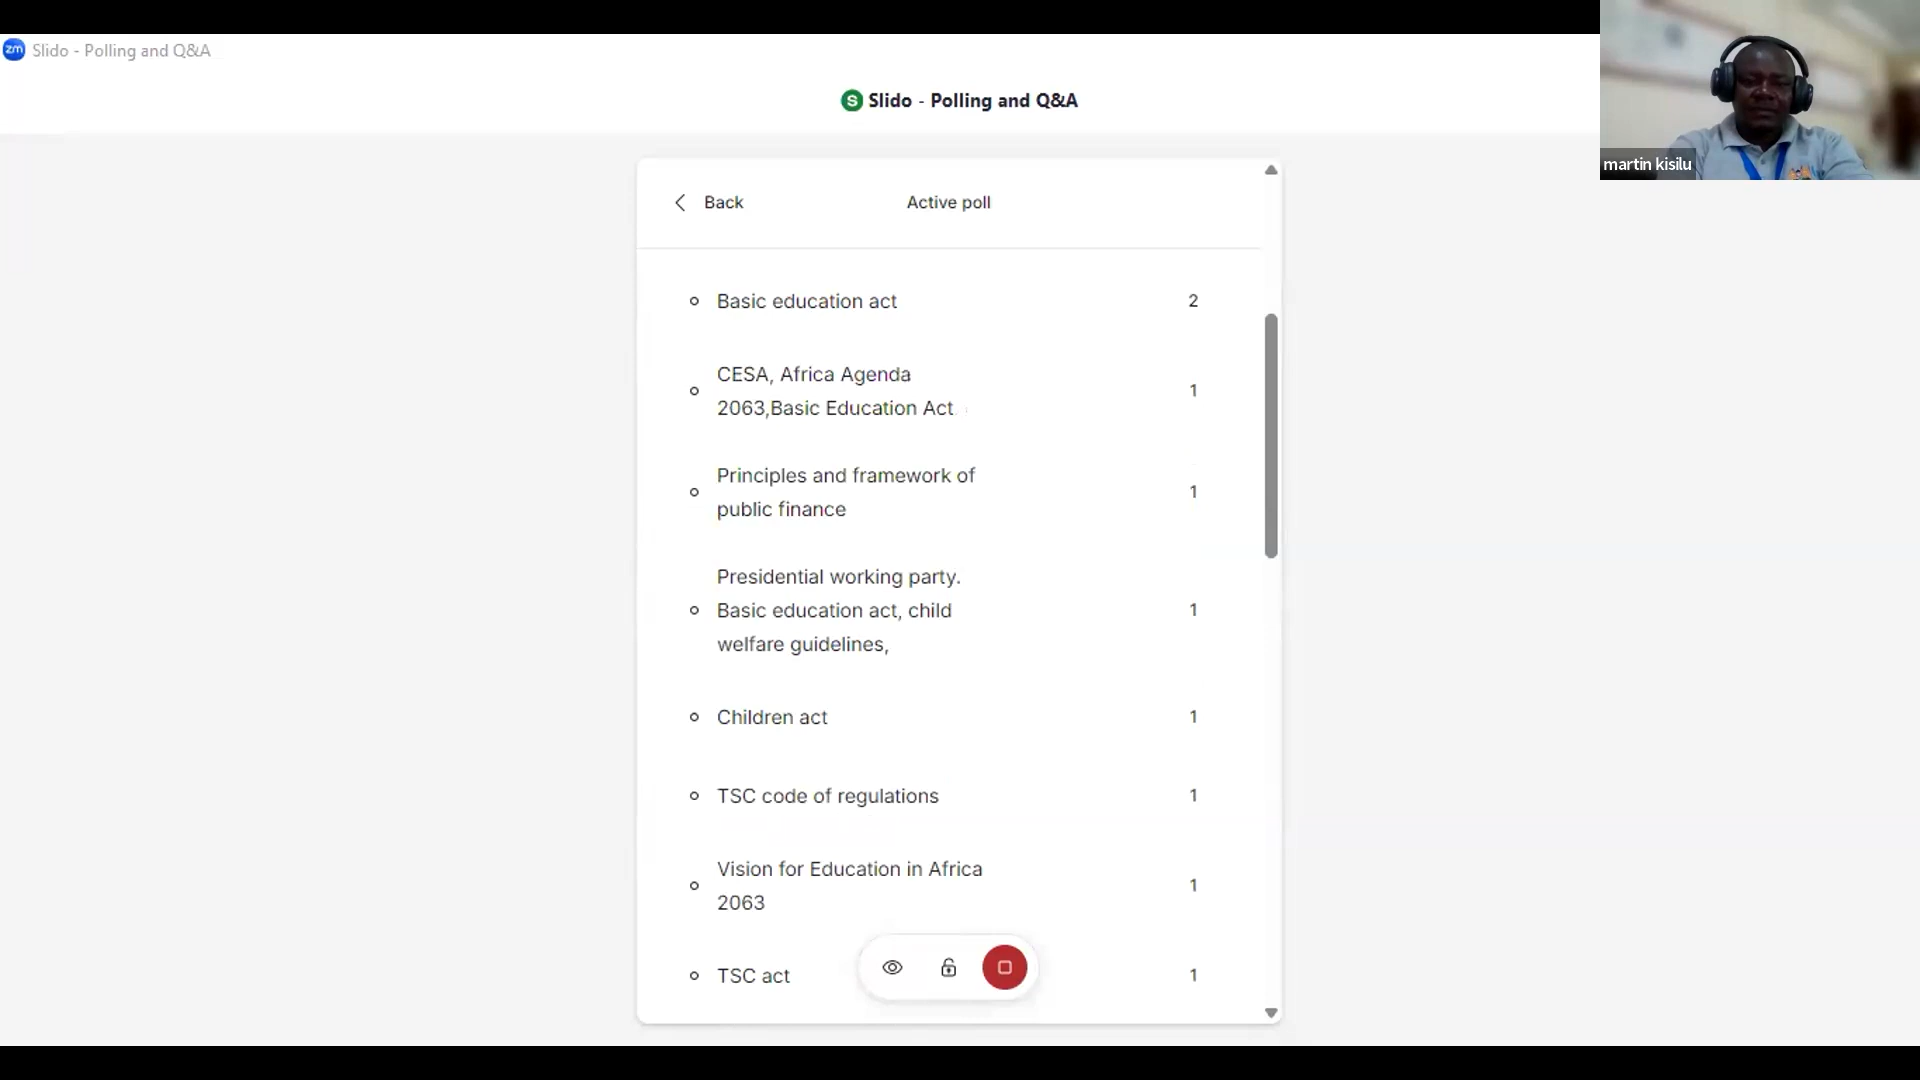 zm Slido - Polling and Q&A
S Slido - Polling and Q&A
martin kisilu
Back
Active poll
Basic education act 2
CESA, Africa Agenda
2063,Basic Education Act 1
Principles and framework of
public finance 1
Presidential working party.
Basic education act, child 1
welfare guidelines,
Children act 1
TSC code of regulations 1
Vision for Education in Africa
2063 1
TSC act 1